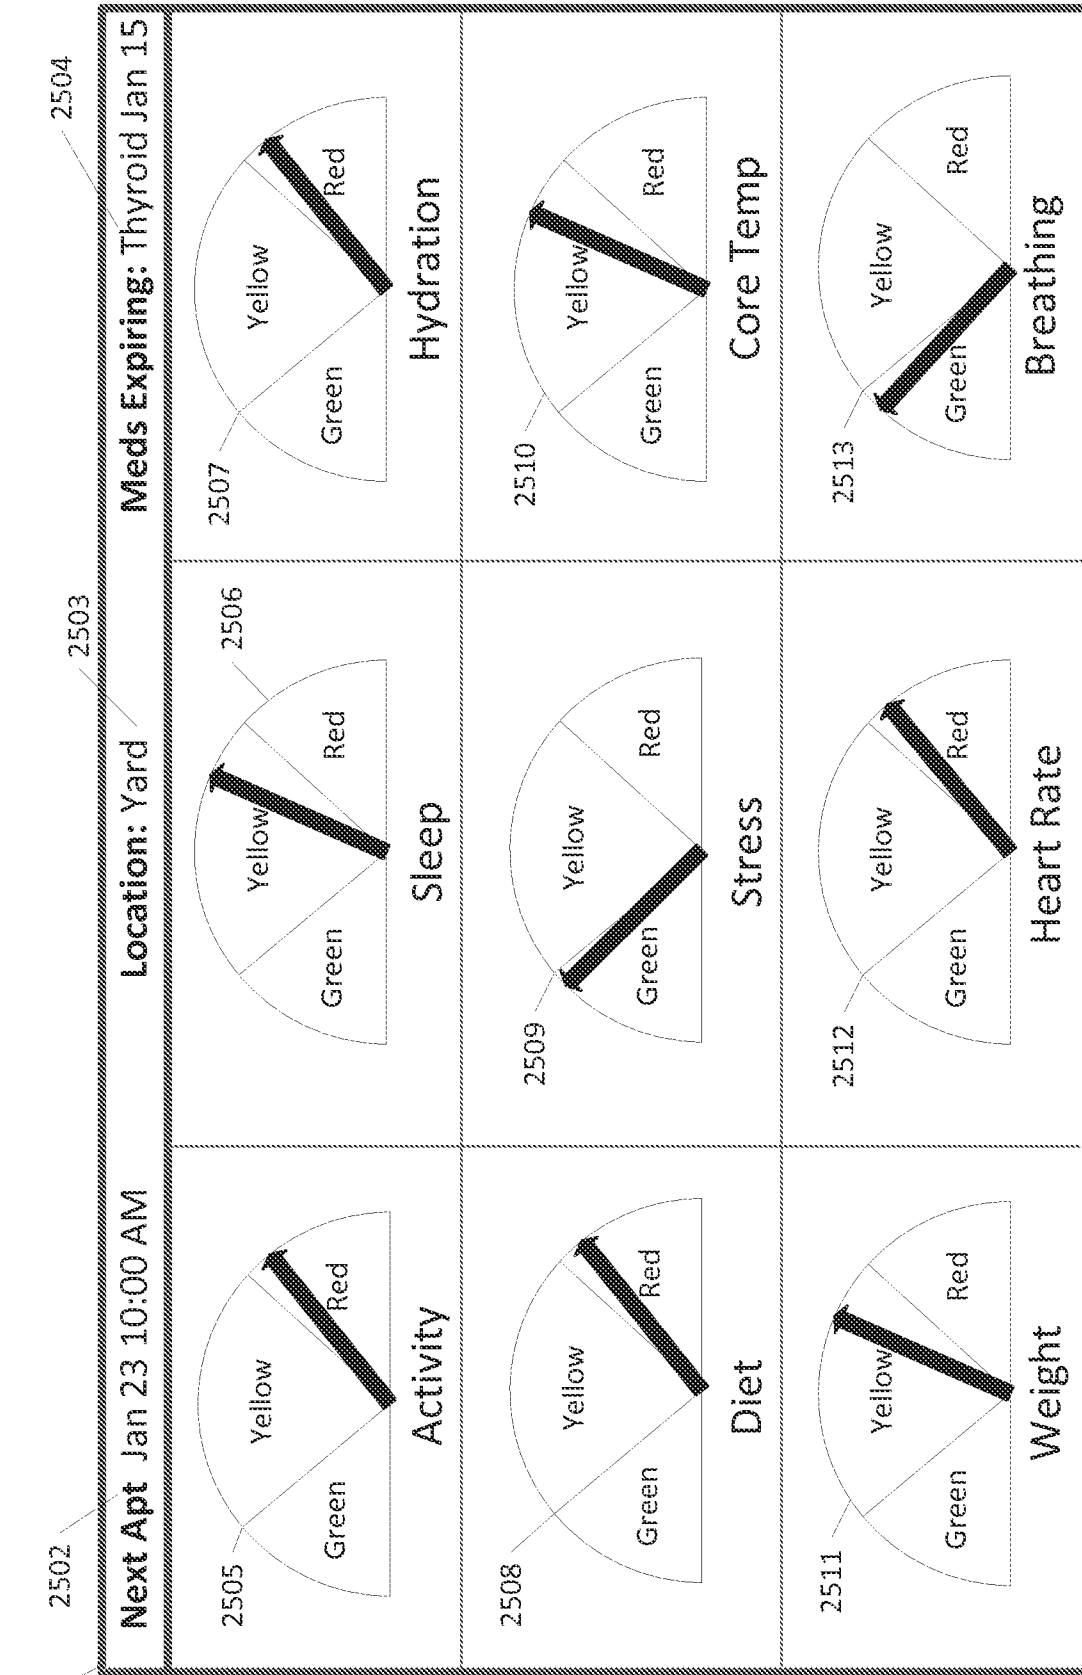 2502
2503
2504
Next Apt Jan 23 10:00 AM
Location: Yard
Meds Expiring: Thyroid Jan 15
2505
Green
Yellow
Red
Activity
2506
Green
Yellow
Red
Sleep
2507
Green
Yellow
Red
Hydration
2508
Green
Yellow
Red
Diet
2509
Green
Yellow
Red
Stress
2510
Green
Yellow
Red
Core Temp
2511
Green
Yellow
Red
Weight
2512
Green
Yellow
Red
Heart Rate
2513
Green
Yellow
Red
Breathing